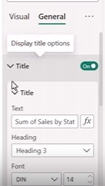 Visual General ...
Display title options
Title On
Title
Text
Sum of Sales by Stat fx
Heading
Heading 3
Font
DIN 14